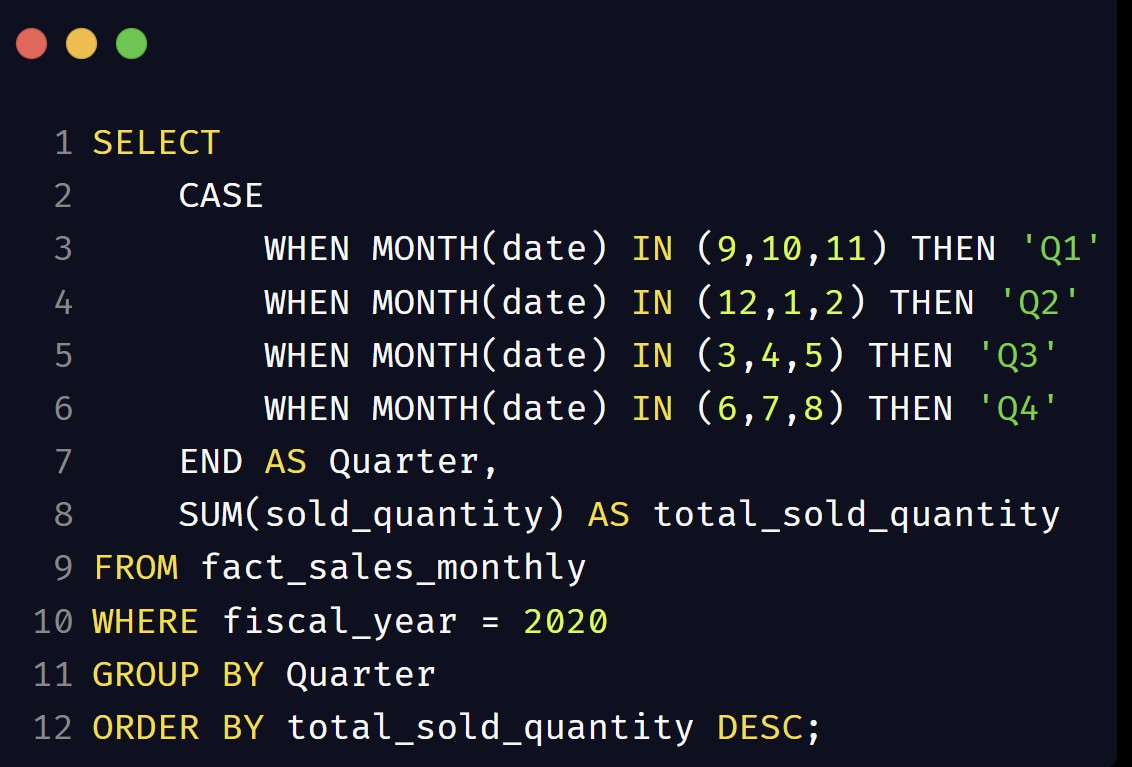 1 SELECT
2     CASE
3         WHEN MONTH(date) IN (9,10,11) THEN 'Q1'
4         WHEN MONTH(date) IN (12,1,2) THEN 'Q2'
5         WHEN MONTH(date) IN (3,4,5) THEN 'Q3'
6         WHEN MONTH(date) IN (6,7,8) THEN 'Q4'
7     END AS Quarter,
8     SUM(sold_quantity) AS total_sold_quantity
9 FROM fact_sales_monthly
10 WHERE fiscal_year = 2020
11 GROUP BY Quarter
12 ORDER BY total_sold_quantity DESC;